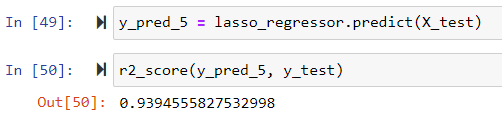 In [49]: y_pred_5 = lasso_regressor.predict(X_test)
In [50]: r2_score(y_pred_5, y_test)
Out[50]: 0.9394555827532998